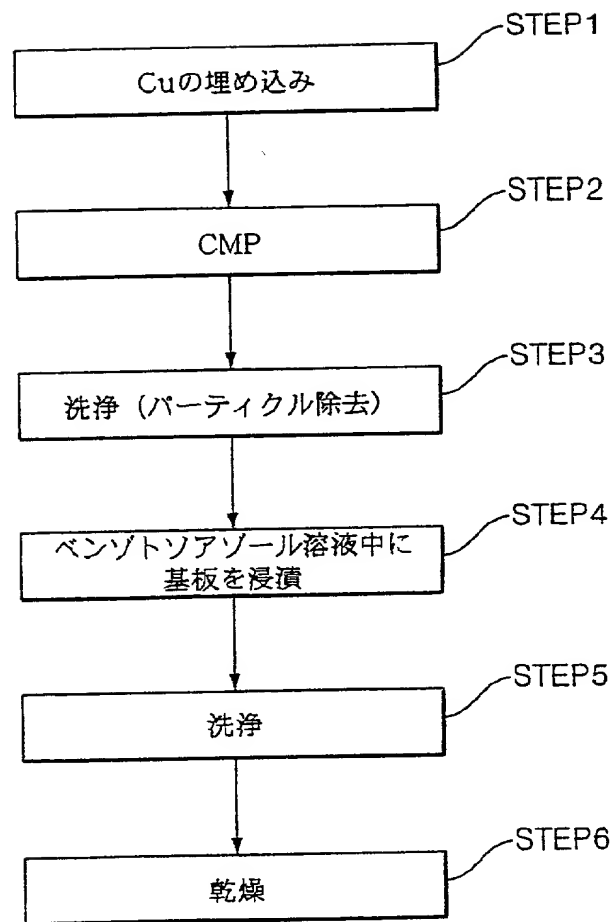 STEP1
Cuの埋め込み
STEP2
CMP
STEP3
洗浄（パーティクル除去）
STEP4
ベンゾトソアゾール溶液中に
基板を浸漬
STEP5
洗浄
STEP6
乾燥